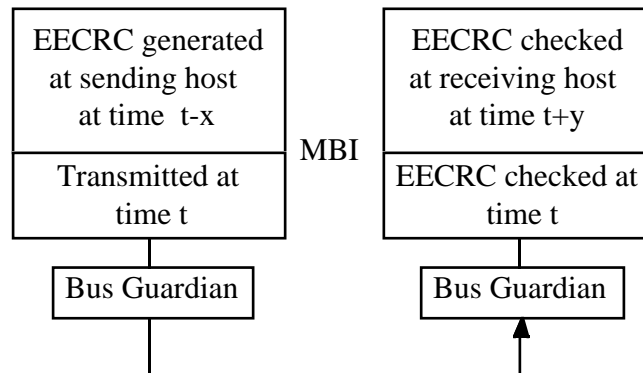 EECRC generated
at sending host
at time t-x
Transmitted at
time t
Bus Guardian
MBI
EECRC checked
at receiving host
at time t+y
EECRC checked at
time t
Bus Guardian